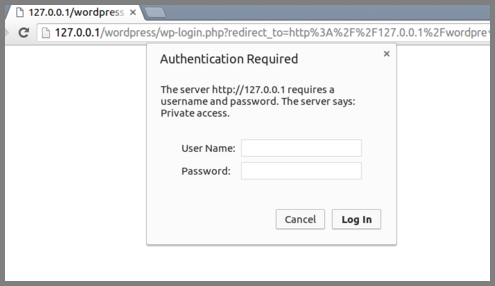 127.0.0.1/wordpress
127.0.0.1/wordpress/wp-login.php?redirect_to=http%3A%2F%2F127.0.0.1%2Fwordpre
Authentication Required
The server http://127.0.0.1 requires a
username and password. The server says:
Private access.
User Name:
Password:
Cancel Log In